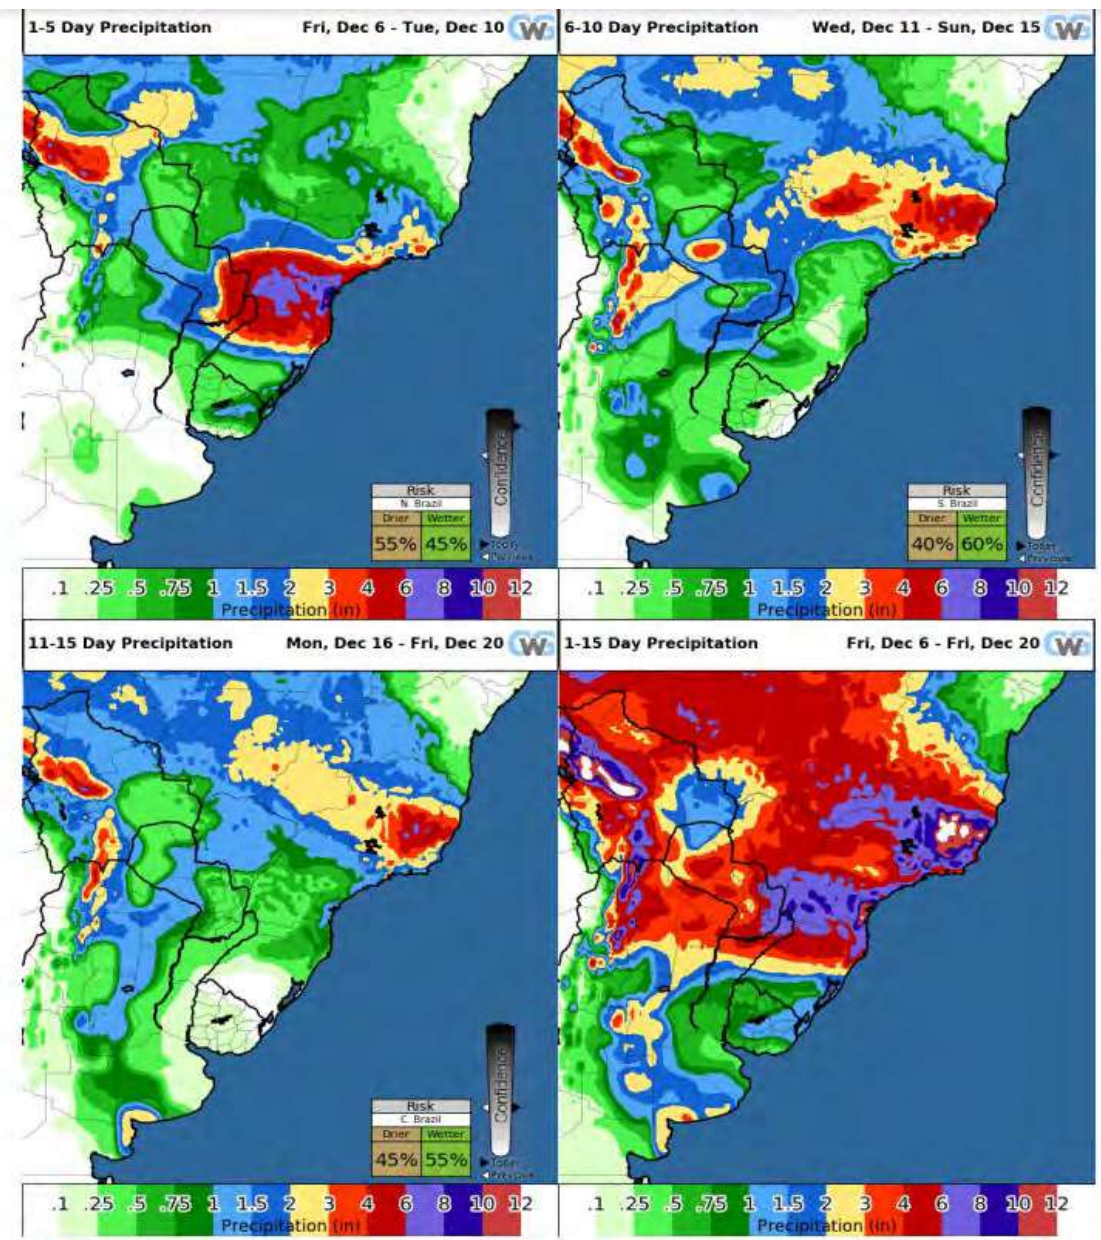 1-5 Day Precipitation Fri, Dec 6 - Tue, Dec 10 CWG
Confidence
Risk
N. Brazil
Drier Wetter
55% 45%
Today
Previous
.1 .25 .5 .75 1 1.5 2 3 4 6 8 10 12
Precipitation (in)
6-10 Day Precipitation Wed, Dec 11 - Sun, Dec 15 CWG
Confidence
Risk
S. Brazil
Drier Wetter
40% 60%
Today
Previous
.1 .25 .5 .75 1 1.5 2 3 4 6 8 10 12
Precipitation (in)
11-15 Day Precipitation Mon, Dec 16 - Fri, Dec 20 CWG
Confidence
Risk
C. Brazil
Drier Wetter
45% 55%
Today
Previous
.1 .25 .5 .75 1 1.5 2 3 4 6 8 10 12
Precipitation (in)
1-15 Day Precipitation Fri, Dec 6 - Fri, Dec 20 CWG
.1 .25 .5 .75 1 1.5 2 3 4 6 8 10 12
Precipitation (in)